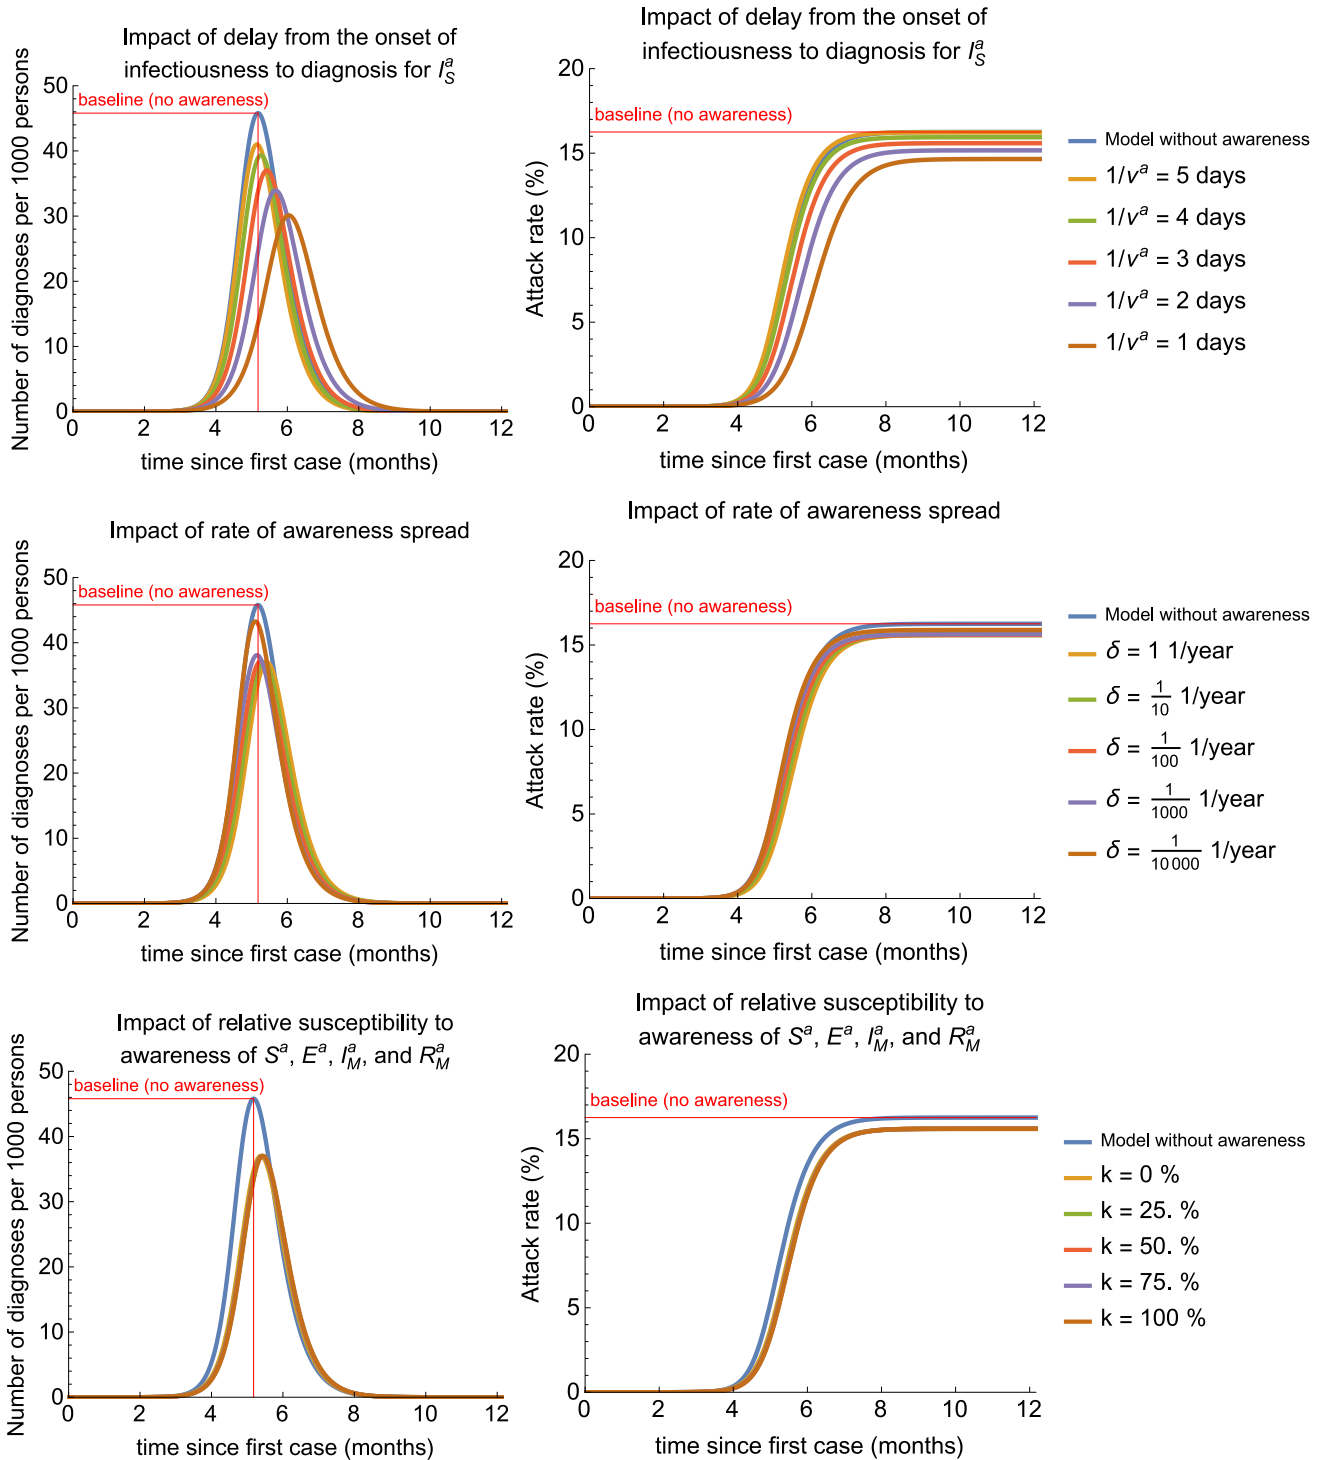 Impact of delay from the onset of
infectiousness to diagnosis for I_S^a
Number of diagnoses per 1000 persons
50
40
30
20
10
0
baseline (no awareness)
0 2 4 6 8 10 12
time since first case (months)
Impact of delay from the onset of
infectiousness to diagnosis for I_S^a
Attack rate (%)
20
15
10
5
0
baseline (no awareness)
0 2 4 6 8 10 12
time since first case (months)
Model without awareness
1/ν^a = 5 days
1/ν^a = 4 days
1/ν^a = 3 days
1/ν^a = 2 days
1/ν^a = 1 days
Impact of rate of awareness spread
Number of diagnoses per 1000 persons
50
40
30
20
10
0
baseline (no awareness)
0 2 4 6 8 10 12
time since first case (months)
Impact of rate of awareness spread
Attack rate (%)
20
15
10
5
0
baseline (no awareness)
0 2 4 6 8 10 12
time since first case (months)
Model without awareness
δ = 1 1/year
δ = 1/10 1/year
δ = 1/100 1/year
δ = 1/1000 1/year
δ = 1/10 000 1/year
Impact of relative susceptibility to
awareness of S^a, E^a, I_M^a, and R_M^a
Number of diagnoses per 1000 persons
50
40
30
20
10
0
baseline (no awareness)
0 2 4 6 8 10 12
time since first case (months)
Impact of relative susceptibility to
awareness of S^a, E^a, I_M^a, and R_M^a
Attack rate (%)
20
15
10
5
0
baseline (no awareness)
0 2 4 6 8 10 12
time since first case (months)
Model without awareness
k = 0 %
k = 25. %
k = 50. %
k = 75. %
k = 100 %